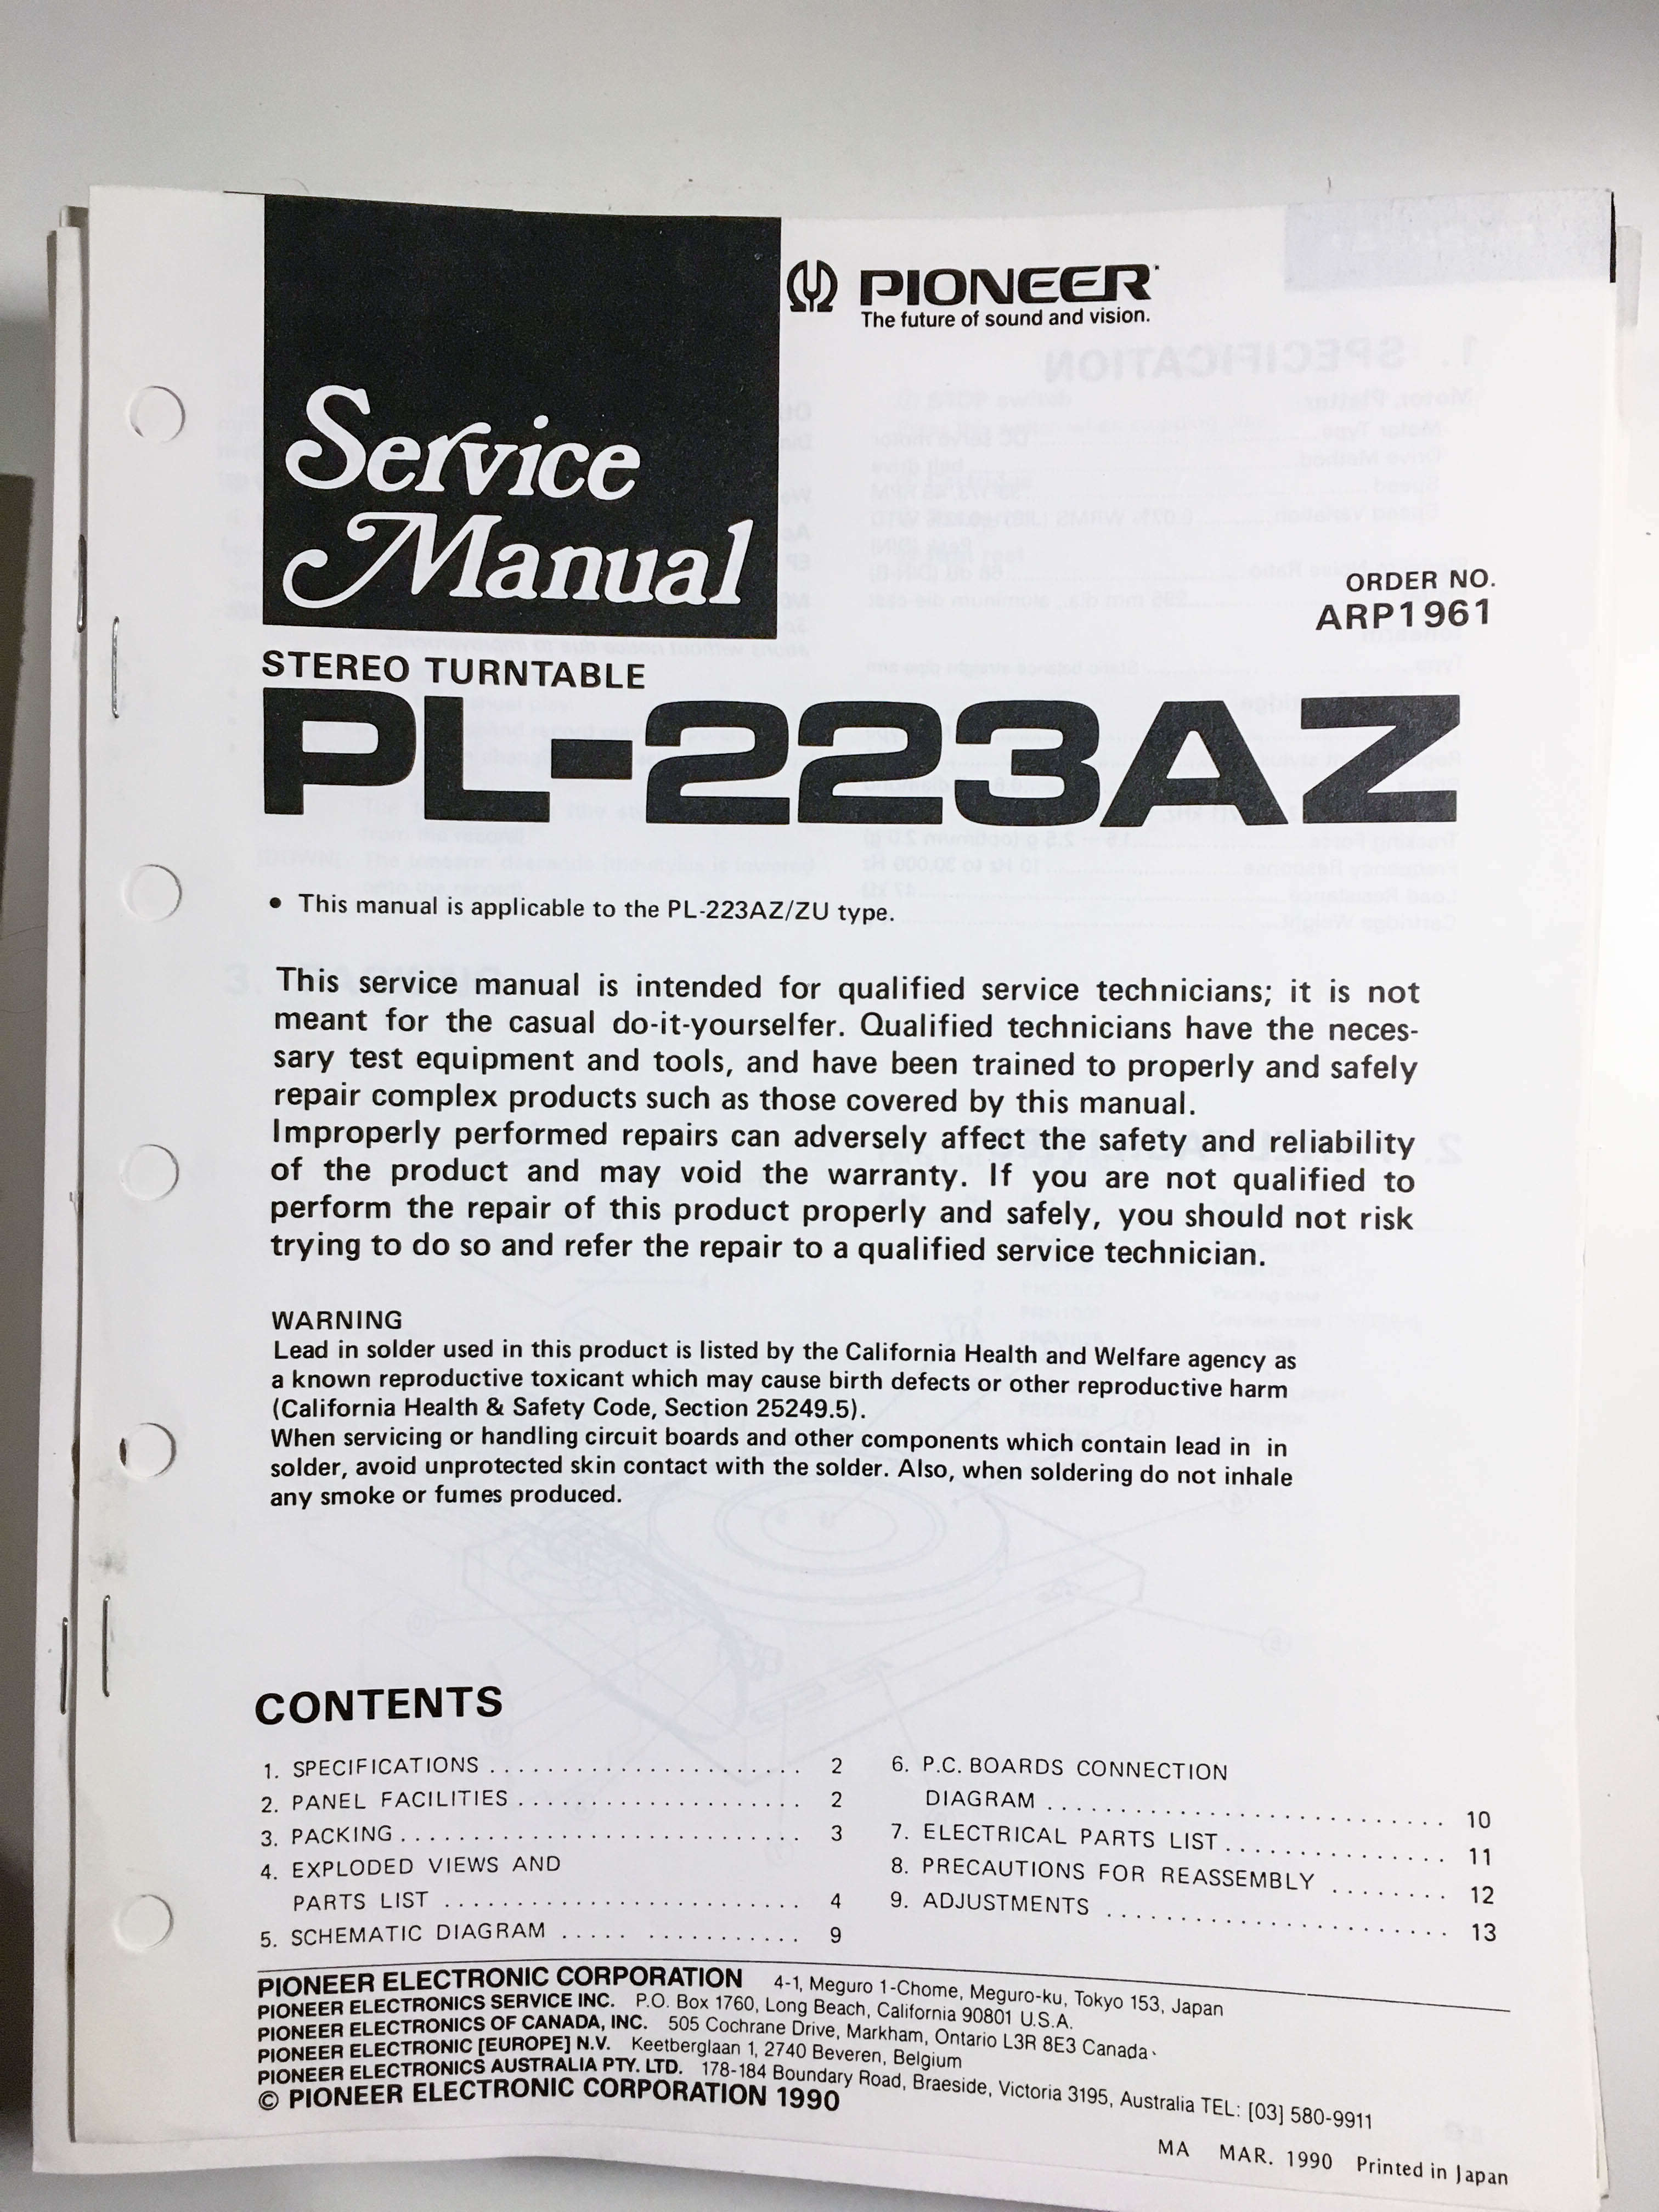 Service
Manual
PIONEER
The future of sound and vision.
ORDER NO.
ARP1961
STEREO TURNTABLE
PL-223AZ
• This manual is applicable to the PL-223AZ/ZU type.
This service manual is intended for qualified service technicians; it is not
meant for the casual do-it-yourselfer. Qualified technicians have the neces-
sary test equipment and tools, and have been trained to properly and safely
repair complex products such as those covered by this manual.
Improperly performed repairs can adversely affect the safety and reliability
of the product and may void the warranty. If you are not qualified to
perform the repair of this product properly and safely, you should not risk
trying to do so and refer the repair to a qualified service technician.
WARNING
Lead in solder used in this product is listed by the California Health and Welfare agency as
a known reproductive toxicant which may cause birth defects or other reproductive harm
(California Health & Safety Code, Section 25249.5).
When servicing or handling circuit boards and other components which contain lead in in
solder, avoid unprotected skin contact with the solder. Also, when soldering do not inhale
any smoke or fumes produced.
CONTENTS
1. SPECIFICATIONS ...................... 2
2. PANEL FACILITIES .................... 2
3. PACKING ............................ 3
4. EXPLODED VIEWS AND
PARTS LIST ......................... 4
5. SCHEMATIC DIAGRAM ..... ........... 9
6. P.C. BOARDS CONNECTION
DIAGRAM ............................ 10
7. ELECTRICAL PARTS LIST ............... 11
8. PRECAUTIONS FOR REASSEMBLY ........ 12
9. ADJUSTMENTS ........................ 13
PIONEER ELECTRONIC CORPORATION 4-1, Meguro 1-Chome, Meguro-ku, Tokyo 153, Japan
PIONEER ELECTRONICS SERVICE INC. P.O. Box 1760, Long Beach, California 90801 U.S.A.
PIONEER ELECTRONICS OF CANADA, INC. 505 Cochrane Drive, Markham, Ontario L3R 8E3 Canada
PIONEER ELECTRONIC [EUROPE] N.V. Keetberglaan 1, 2740 Beveren, Belgium
PIONEER ELECTRONICS AUSTRALIA PTY. LTD. 178-184 Boundary Road, Braeside, Victoria 3195, Australia TEL: [03] 580-9911
© PIONEER ELECTRONIC CORPORATION 1990
MA MAR. 1990 Printed in Japan